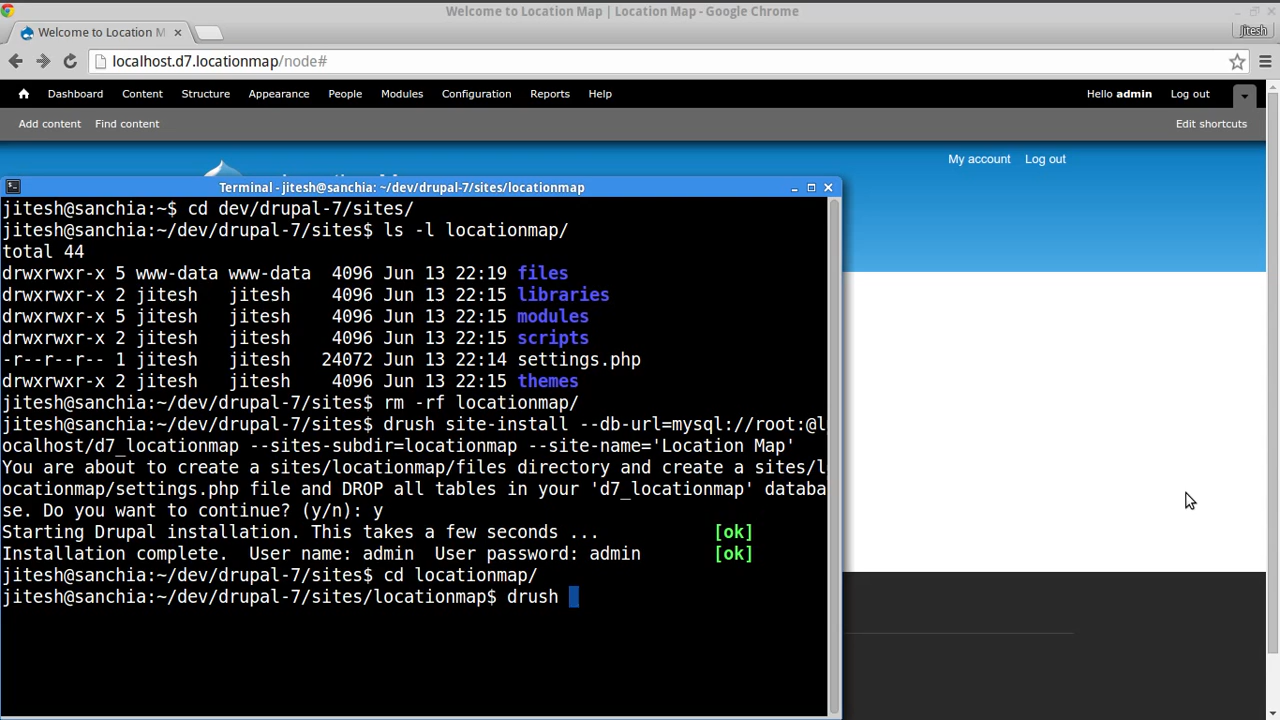 Welcome to Location Map | Location Map - Google Chrome
Welcome to Location M
jitesh
localhost.d7.locationmap/node#
Dashboard Content Structure Appearance People Modules Configuration Reports Help Hello admin Log out
Add content Find content Edit shortcuts
My account Log out
Terminal - jitesh@sanchia: ~/dev/drupal-7/sites/locationmap
jitesh@sanchia:~$ cd dev/drupal-7/sites/
jitesh@sanchia:~/dev/drupal-7/sites$ ls -l locationmap/
total 44
drwxrwxr-x 5 www-data www-data  4096 Jun 13 22:19 files
drwxrwxr-x 2 jitesh   jitesh    4096 Jun 13 22:15 libraries
drwxrwxr-x 5 jitesh   jitesh    4096 Jun 13 22:15 modules
drwxrwxr-x 2 jitesh   jitesh    4096 Jun 13 22:15 scripts
-r--r--r-- 1 jitesh   jitesh   24072 Jun 13 22:14 settings.php
drwxrwxr-x 2 jitesh   jitesh    4096 Jun 13 22:15 themes
jitesh@sanchia:~/dev/drupal-7/sites$ rm -rf locationmap/
jitesh@sanchia:~/dev/drupal-7/sites$ drush site-install --db-url=mysql://root:@l
ocalhost/d7_locationmap --sites-subdir=locationmap --site-name='Location Map'
You are about to create a sites/locationmap/files directory and create a sites/l
ocationmap/settings.php file and DROP all tables in your 'd7_locationmap' databa
se. Do you want to continue? (y/n): y
Starting Drupal installation. This takes a few seconds ... [ok]
Installation complete.  User name: admin  User password: admin [ok]
jitesh@sanchia:~/dev/drupal-7/sites$ cd locationmap/
jitesh@sanchia:~/dev/drupal-7/sites/locationmap$ drush